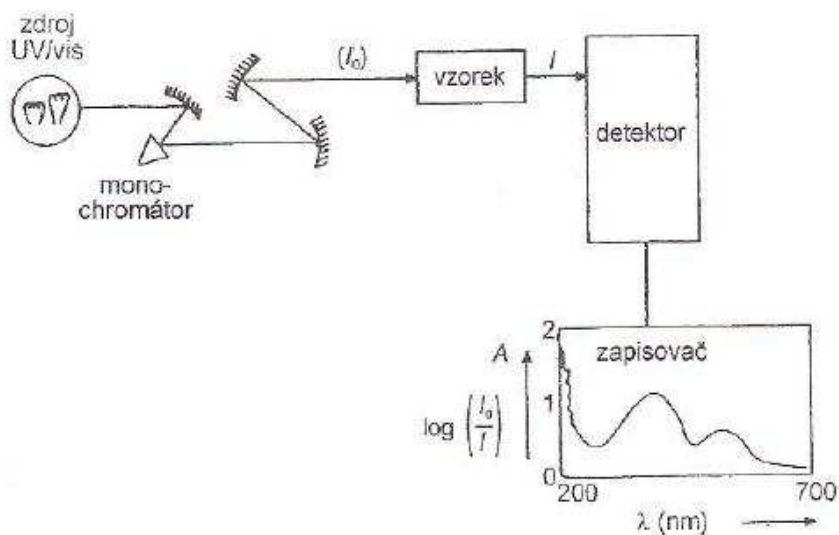 zdroj
UV/vis
mono-
chromátor
(I₀)
vzorek
I
detektor
zapisovač
A
log (I₀/I)
2
1
0
200
700
λ (nm)